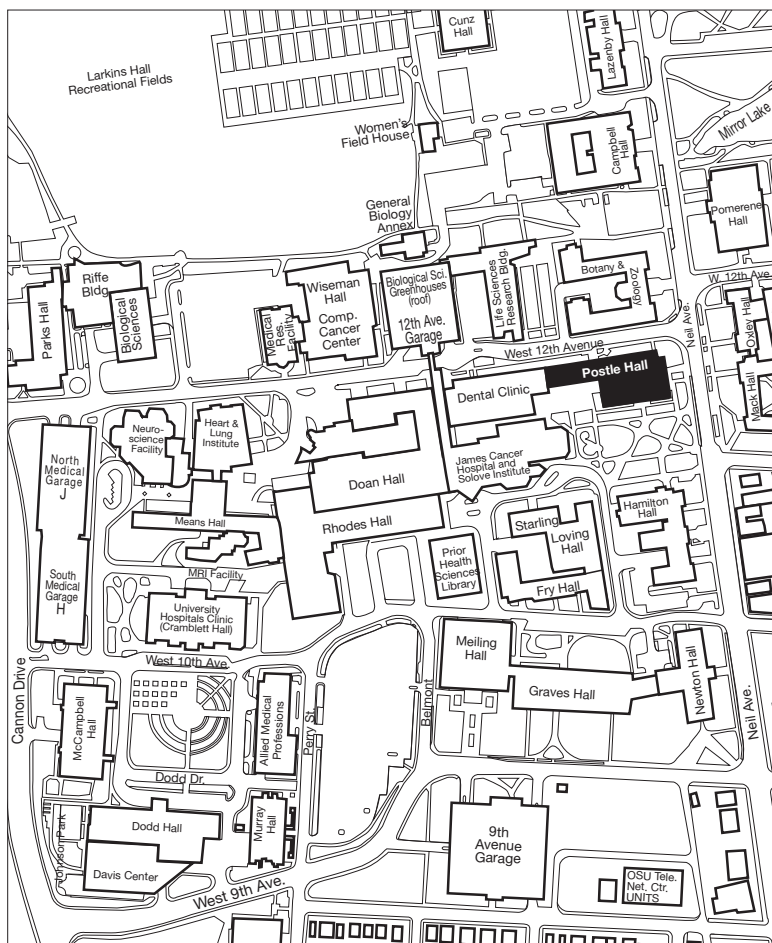 Cunz
Hall
Lazenby Hall
Larkins Hall
Recreational Fields
Mirror Lake
Women's
Field House
Campbell
Hall
Pomerene
Hall
General
Biology
Annex
Riffe
Bldg.
Biological
Sciences
Parks Hall
Wiseman
Hall
Comp.
Cancer
Center
Medical
Res.
Facility
Biological Sci.
Greenhouses
(roof)
12th Ave.
Garage
Life Sciences
Research Bldg.
Botany &
Zoology
W. 12th Ave.
Neil Ave.
Oxley Hall
Mack Hall
West 12th Avenue
Postle Hall
Dental Clinic
Neuro-
science
Facility
Heart &
Lung
Institute
North
Medical
Garage
J
James Cancer
Hospital and
Solove Institute
Doan Hall
Means Hall
Rhodes Hall
Hamilton
Hall
Starling
Loving
Hall
Prior
Health
Sciences
Library
Fry Hall
MRI Facility
South
Medical
Garage
H
University
Hospitals Clinic
(Cramblett Hall)
West 10th Ave.
Meiling
Hall
Graves Hall
Newton Hall
Cannon Drive
McCampbell
Hall
Allied Medical
Professions
Perry St.
Belmont
Neil Ave.
Dodd Dr.
Johnson Park
Dodd Hall
Davis Center
Murray
Hall
West 9th Ave.
9th
Avenue
Garage
OSU Tele.
Net. Ctr.
UNITS